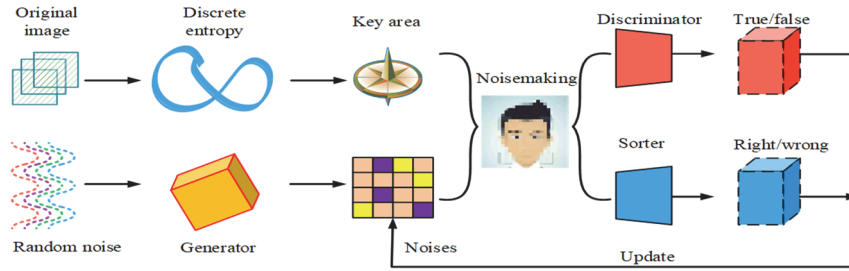 Original
image
Discrete
entropy
Key area
Noisemaking
Discriminator
True/false
Sorter
Right/wrong
Random noise
Generator
Noises
Update